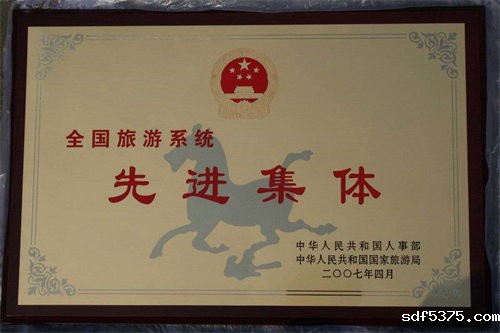 全国旅游系统
先进集体
中华人民共和国人事部
中华人民共和国国家旅游局
二〇〇七年四月
sdf5375.com